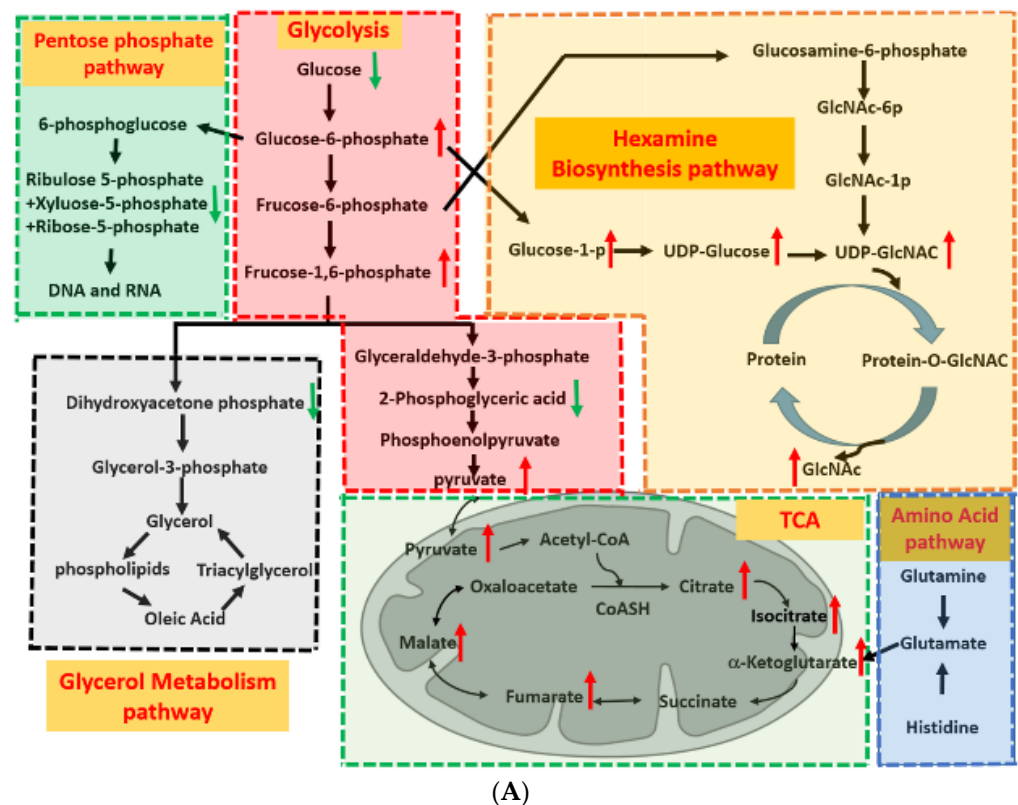 Pentose phosphate
pathway
6-phosphoglucose
Ribulose 5-phosphate
+Xyluose-5-phosphate
+Ribose-5-phosphate
DNA and RNA
Glycolysis
Glucose
Glucose-6-phosphate
Frucose-6-phosphate
Frucose-1,6-phosphate
Glyceraldehyde-3-phosphate
2-Phosphoglyceric acid
Phosphoenolpyruvate
pyruvate
Glucosamine-6-phosphate
GlcNAc-6p
Hexamine
Biosynthesis pathway
GlcNAc-1p
Glucose-1-p
UDP-Glucose
UDP-GlcNAC
Protein
Protein-O-GlcNAC
GlcNAc
Dihydroxyacetone phosphate
Glycerol-3-phosphate
Glycerol
phospholipids
Triacylglycerol
Oleic Acid
Glycerol Metabolism
pathway
TCA
Pyruvate
Acetyl-CoA
Oxaloacetate
CoASH
Citrate
Isocitrate
Malate
α-Ketoglutarate
Fumarate
Succinate
Amino Acid
pathway
Glutamine
Glutamate
Histidine
(A)